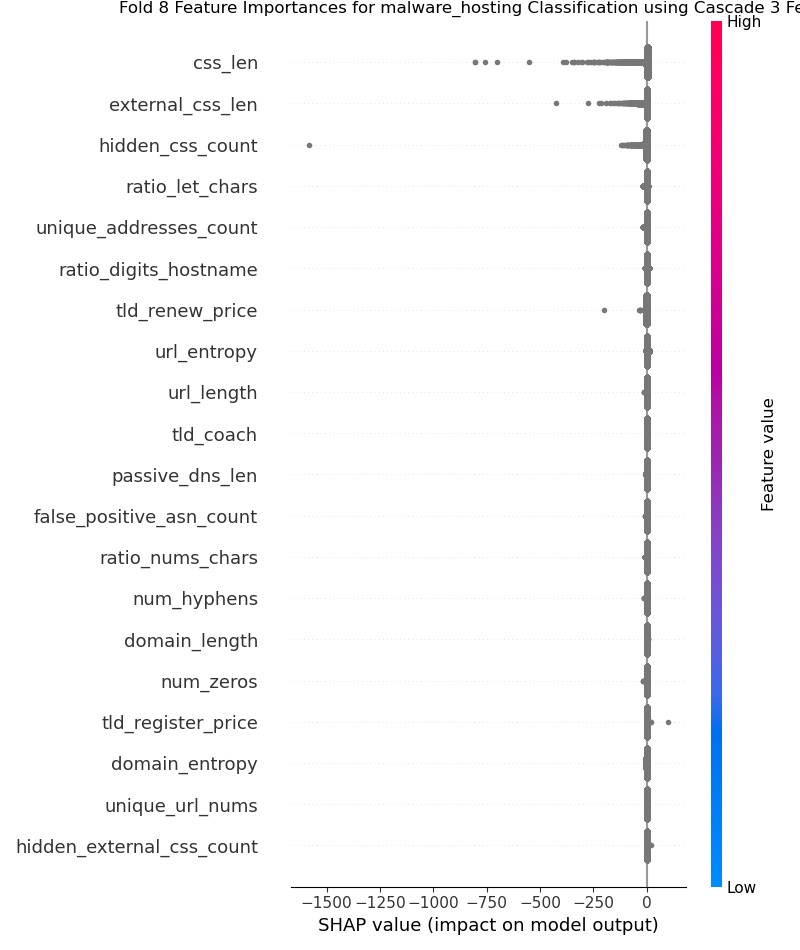 Fold 8 Feature Importances for malware_hosting Classification using Cascade 3 Fe
High
css_len
external_css_len
hidden_css_count
ratio_let_chars
unique_addresses_count
ratio_digits_hostname
tld_renew_price
url_entropy
url_length
tld_coach
passive_dns_len
false_positive_asn_count
ratio_nums_chars
num_hyphens
domain_length
num_zeros
tld_register_price
domain_entropy
unique_url_nums
hidden_external_css_count
Feature value
Low
−1500 −1250 −1000 −750 −500 −250 0
SHAP value (impact on model output)